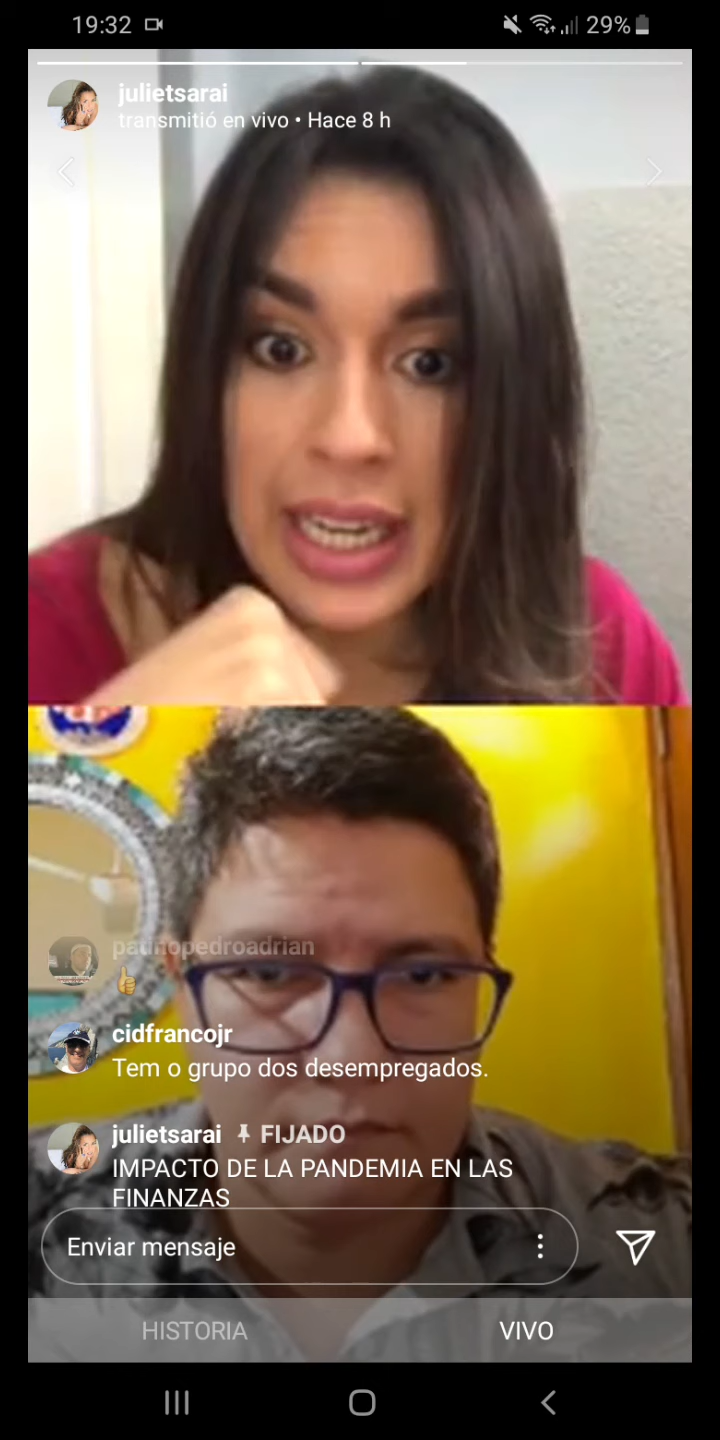 19:32
29%
julietsarai
transmitió en vivo • Hace 8 h
patinopedroadrian
👍
cidfrancojr
Tem o grupo dos desempregados.
julietsarai FIJADO
IMPACTO DE LA PANDEMIA EN LAS
FINANZAS
Enviar mensaje
HISTORIA
VIVO